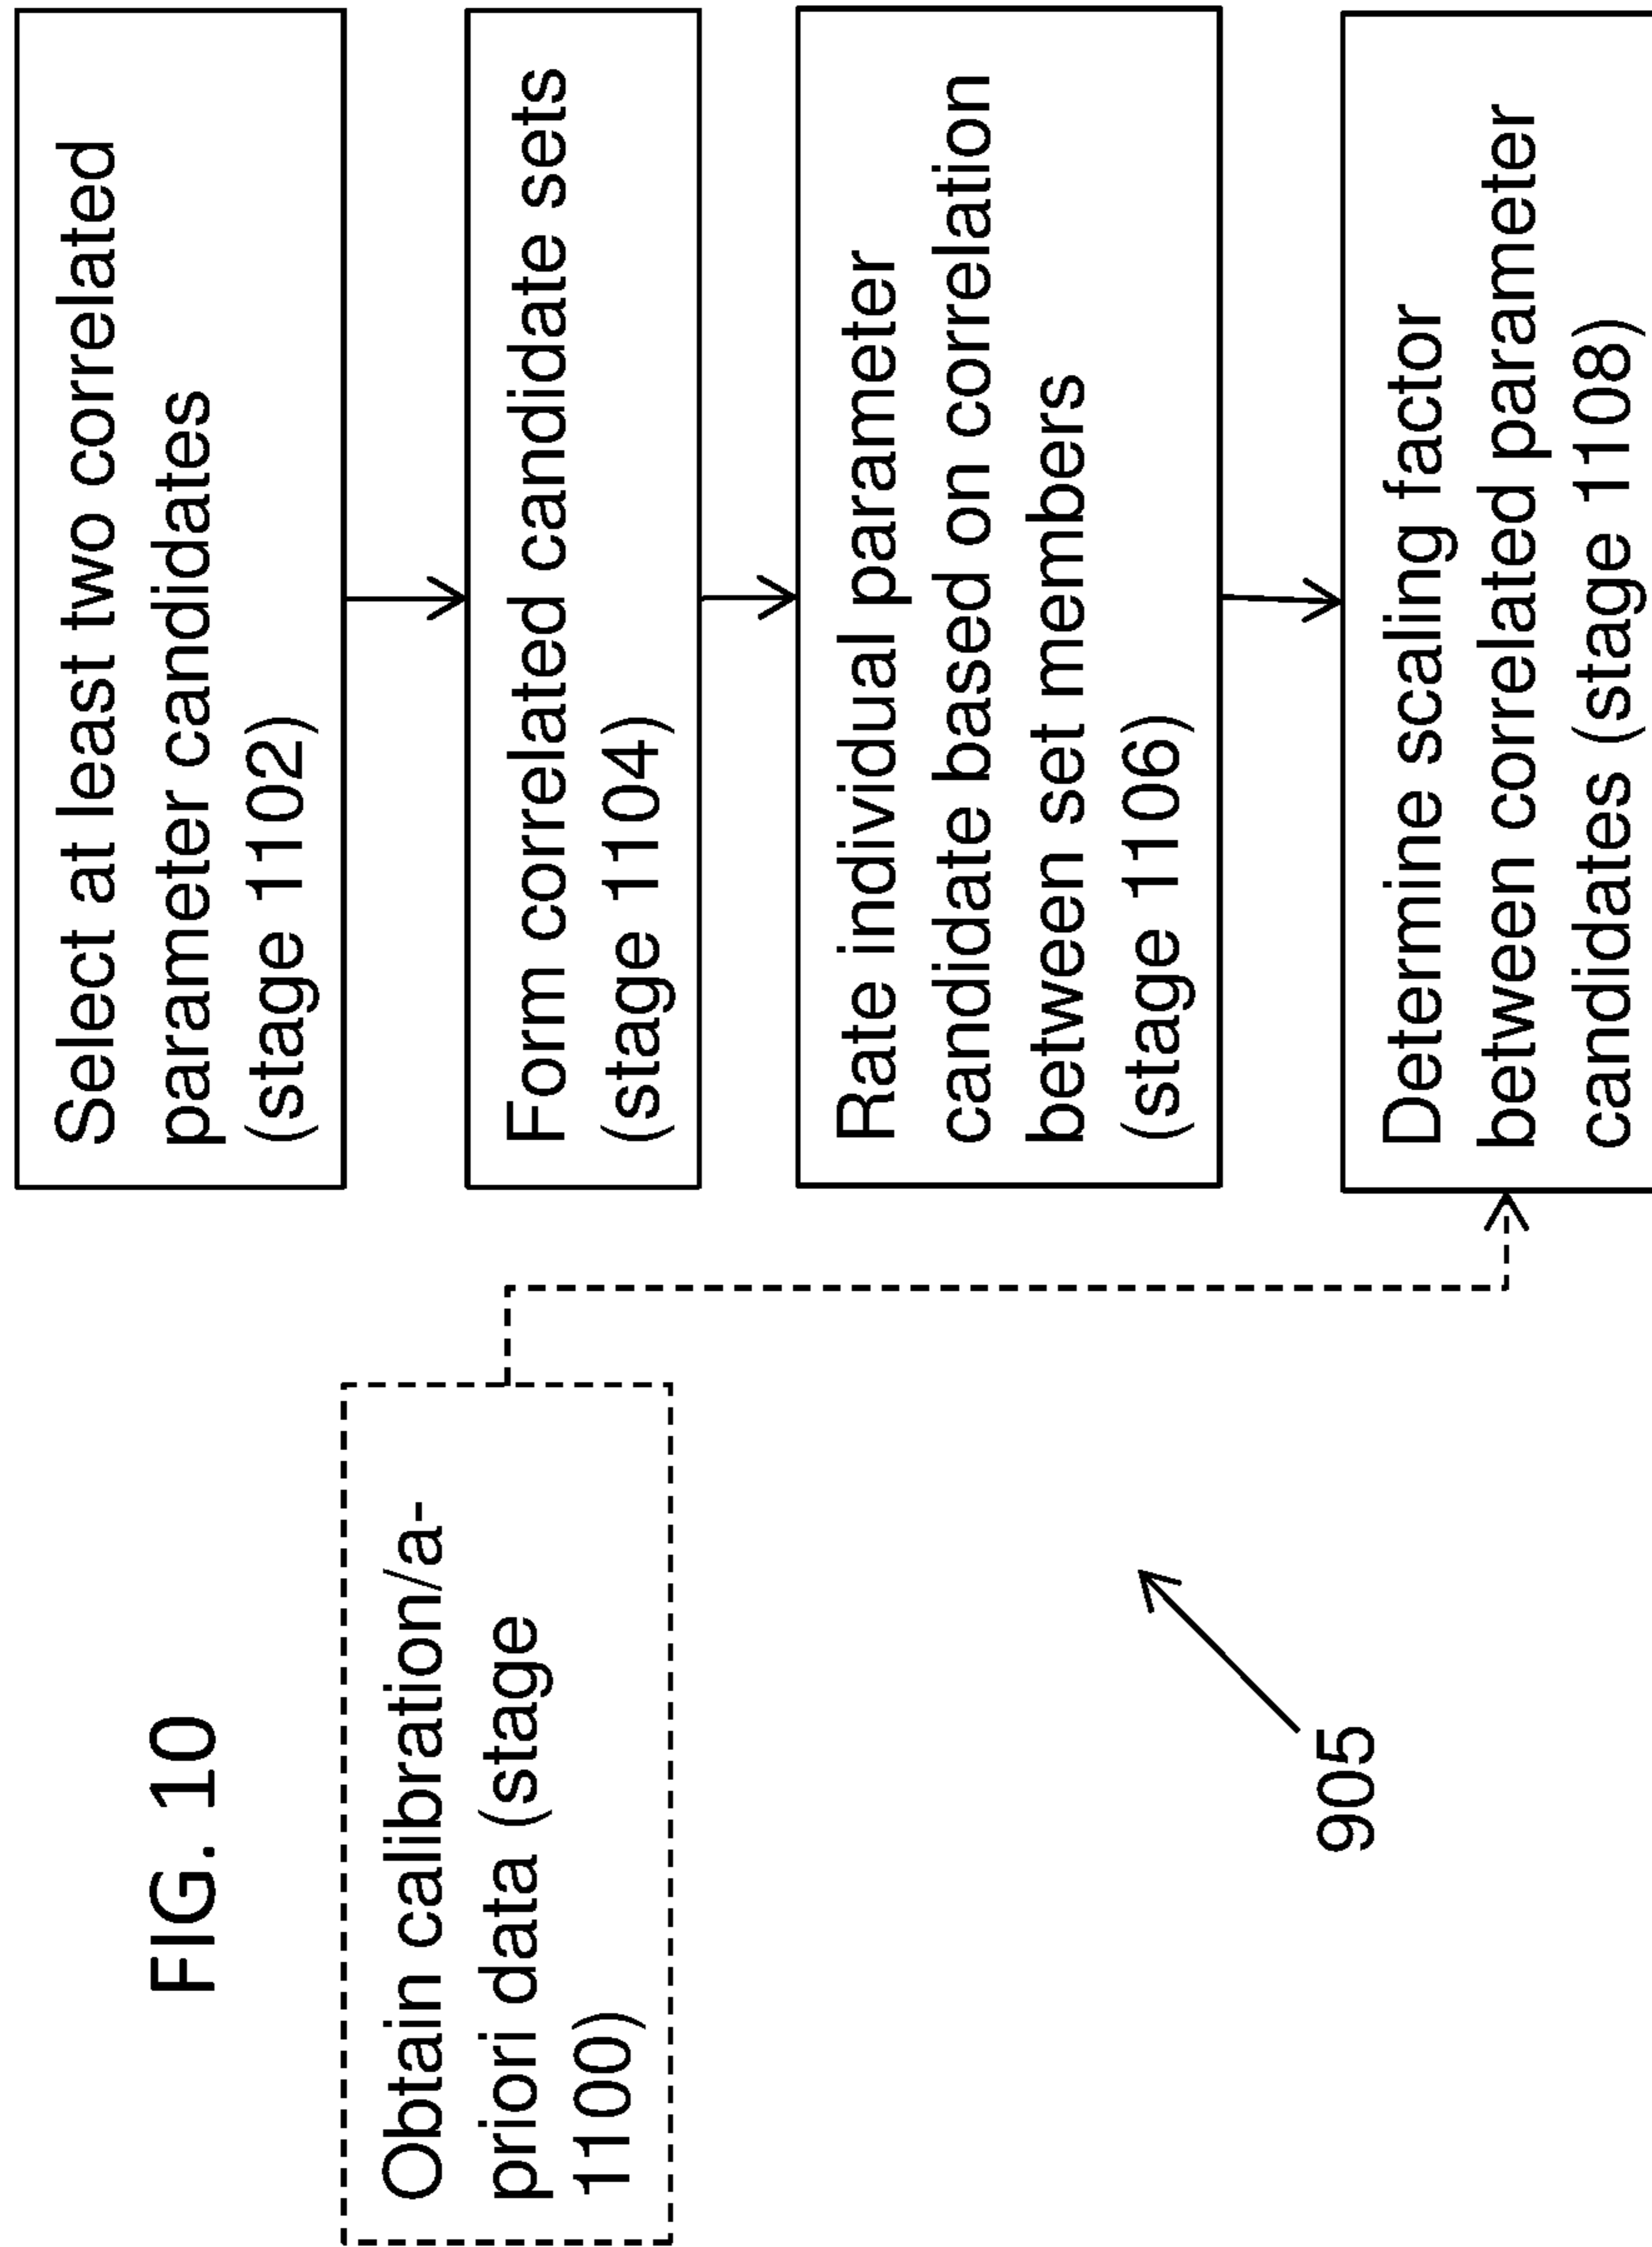 FIG. 10
Select at least two correlated
parameter candidates
(stage 1102)
Form correlated candidate sets
(stage 1104)
Rate individual parameter
candidate based on correlation
between set members
(stage 1106)
Determine scaling factor
between correlated parameter
candidates (stage 1108)
Obtain calibration/a-
priori data (stage
1100)
905